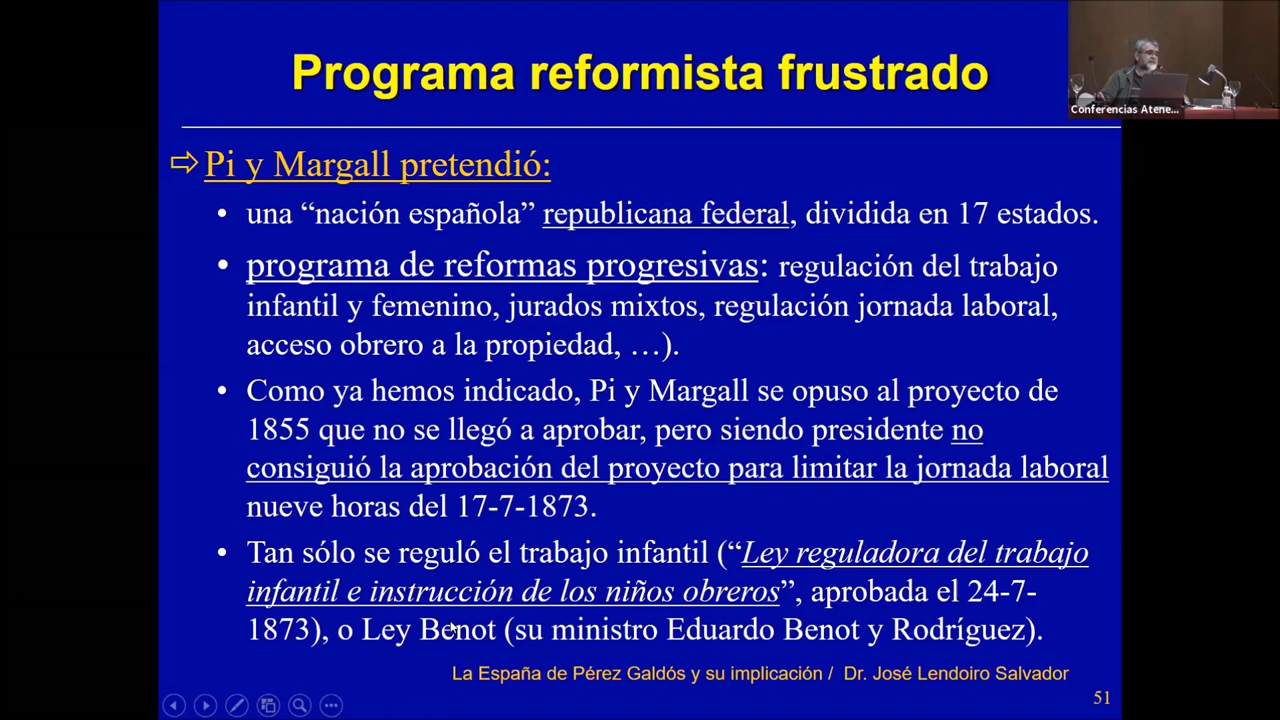 Programa reformista frustrado
Conferencias Atene...
⇨Pi y Margall pretendió:
• una “nación española” republicana federal, dividida en 17 estados.
• programa de reformas progresivas: regulación del trabajo
infantil y femenino, jurados mixtos, regulación jornada laboral,
acceso obrero a la propiedad, …).
• Como ya hemos indicado, Pi y Margall se opuso al proyecto de
1855 que no se llegó a aprobar, pero siendo presidente no
consiguió la aprobación del proyecto para limitar la jornada laboral
nueve horas del 17-7-1873.
• Tan sólo se reguló el trabajo infantil (“Ley reguladora del trabajo
infantil e instrucción de los niños obreros”, aprobada el 24-7-
1873), o Ley Benot (su ministro Eduardo Benot y Rodríguez).
La España de Pérez Galdós y su implicación / Dr. José Lendoiro Salvador
51